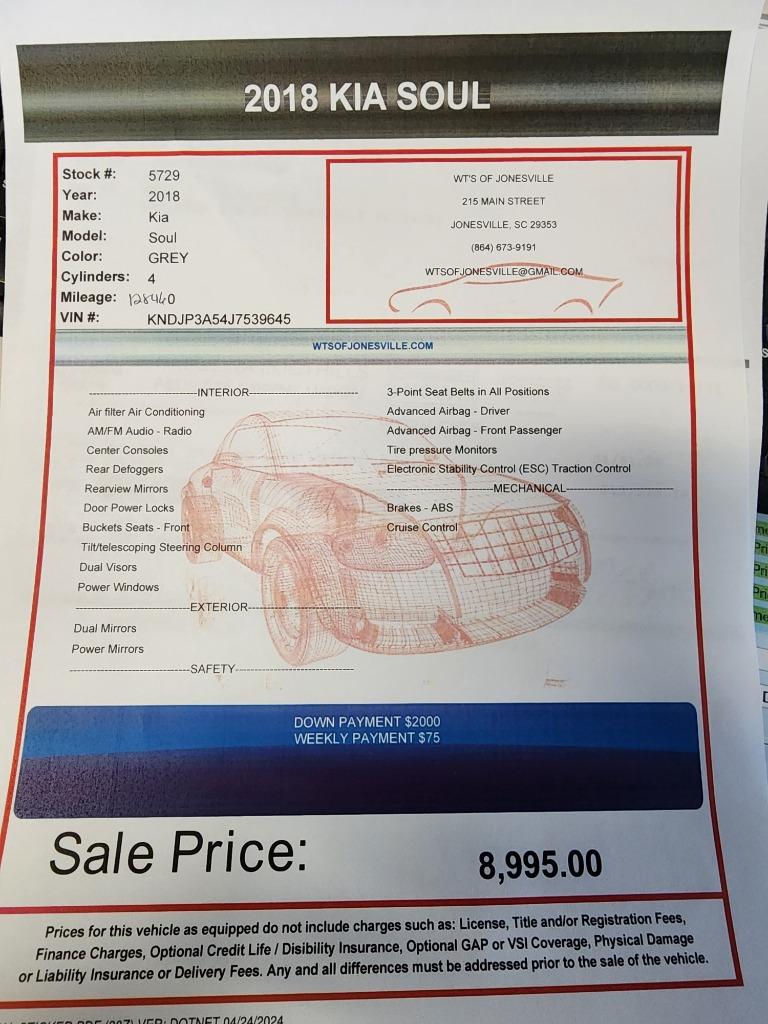 2018 KIA SOUL
Stock #: 5729
Year: 2018
Make: Kia
Model: Soul
Color: GREY
Cylinders: 4
Mileage: 128460
VIN #: KNDJP3A54J7539645
WT'S OF JONESVILLE
215 MAIN STREET
JONESVILLE, SC 29353
(864) 673-9191
WTSOFJONESVILLE@GMAIL.COM
WTSOFJONESVILLE.COM
INTERIOR
Air filter Air Conditioning
AM/FM Audio - Radio
Center Consoles
Rear Defoggers
Rearview Mirrors
Door Power Locks
Buckets Seats - Front
Tilt/telescoping Steering Column
Dual Visors
Power Windows
EXTERIOR
Dual Mirrors
Power Mirrors
SAFETY
3-Point Seat Belts in All Positions
Advanced Airbag - Driver
Advanced Airbag - Front Passenger
Tire pressure Monitors
Electronic Stability Control (ESC) Traction Control
MECHANICAL
Brakes - ABS
Cruise Control
DOWN PAYMENT $2000
WEEKLY PAYMENT $75
Sale Price: 8,995.00
Prices for this vehicle as equipped do not include charges such as: License, Title and/or Registration Fees,
Finance Charges, Optional Credit Life / Disibility Insurance, Optional GAP or VSI Coverage, Physical Damage
or Liability Insurance or Delivery Fees. Any and all differences must be addressed prior to the sale of the vehicle.
VER: DOTNET 04/24/2024